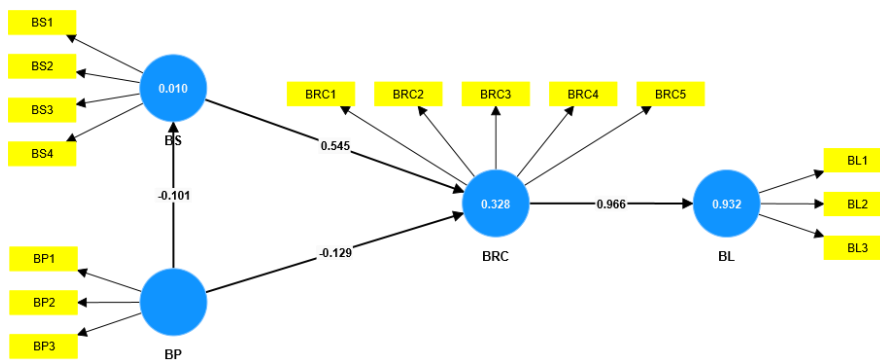 BS1
BS2
BS3
BS4
0.010
BS
BRC1
BRC2
BRC3
BRC4
BRC5
0.545
-0.101
-0.129
0.328
BRC
0.966
0.932
BL
BL1
BL2
BL3
BP1
BP2
BP3
BP